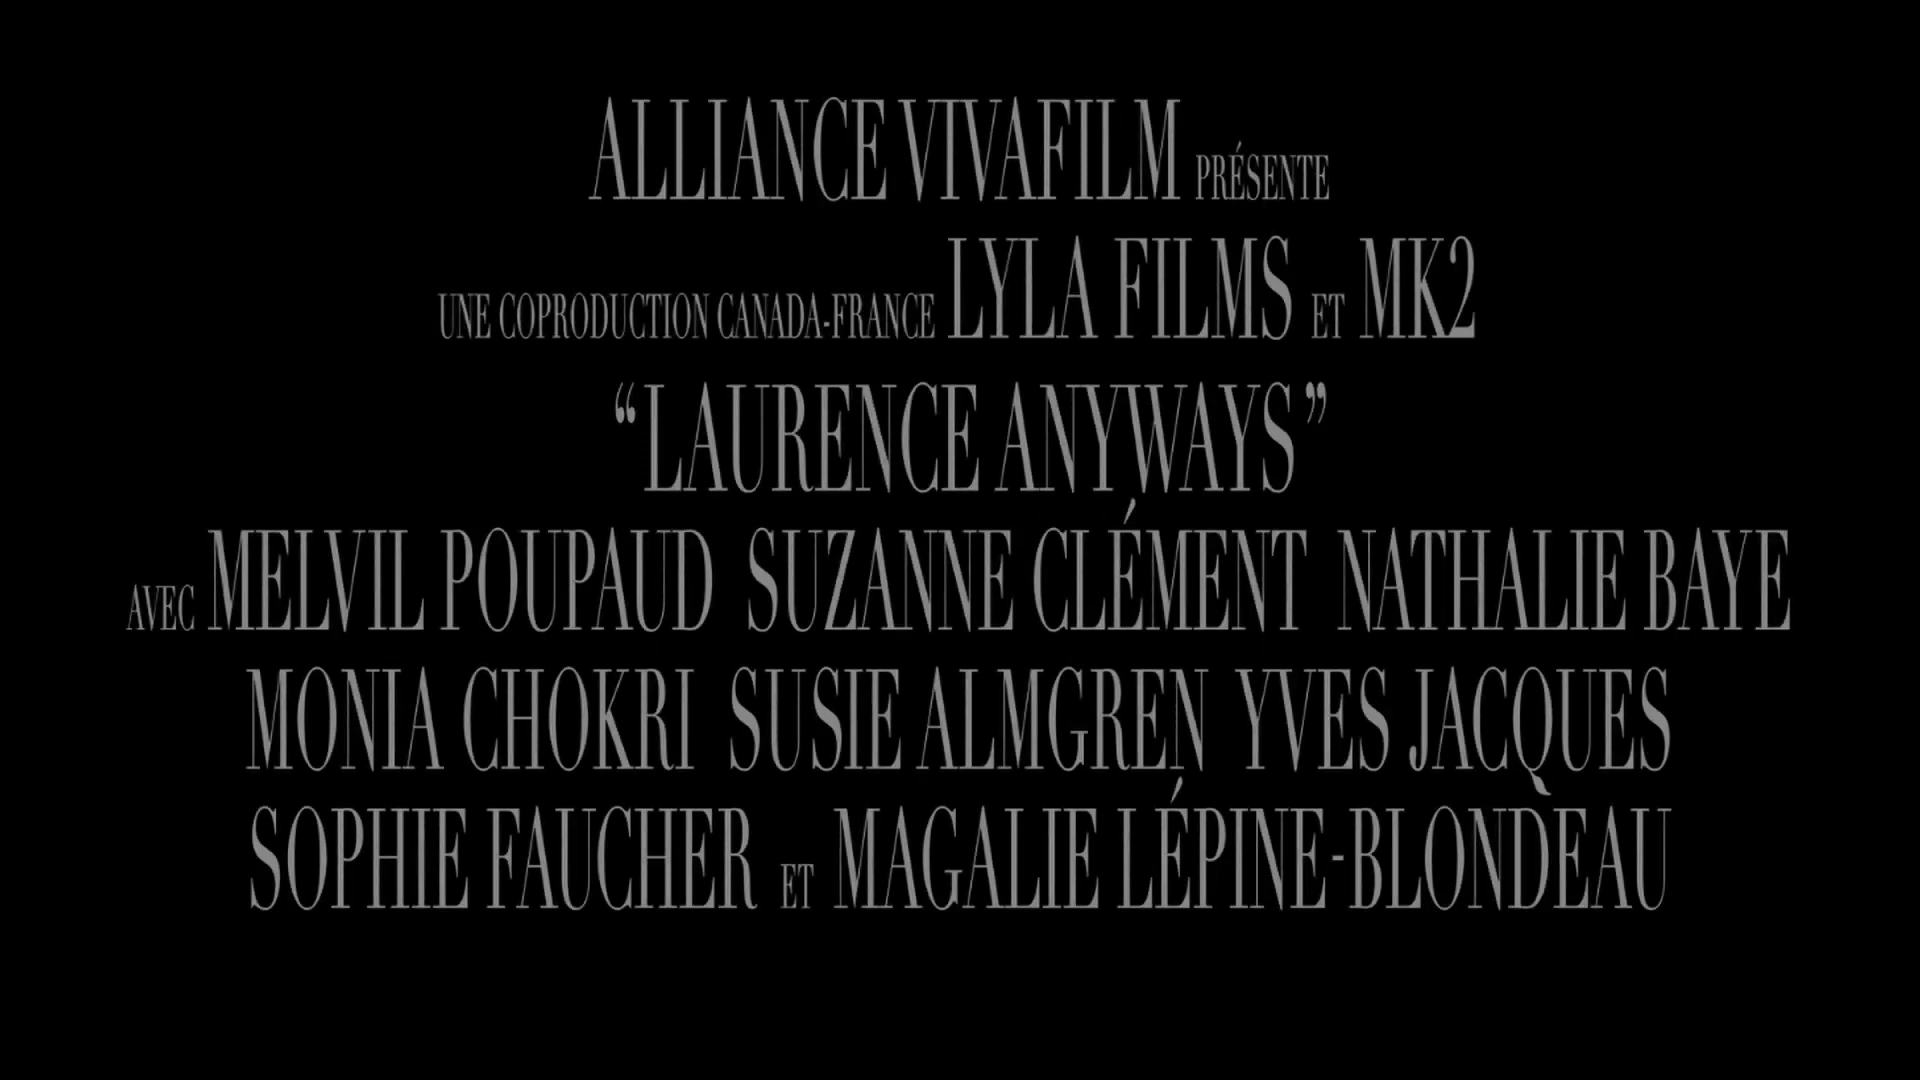 ALLIANCE VIVAFILM PRÉSENTE
UNE COPRODUCTION CANADA-FRANCE LYLA FILMS ET MK2
“LAURENCE ANYWAYS”
AVEC MELVIL POUPAUD SUZANNE CLÉMENT NATHALIE BAYE
MONIA CHOKRI SUSIE ALMGREN YVES JACQUES
SOPHIE FAUCHER ET MAGALIE LÉPINE-BLONDEAU